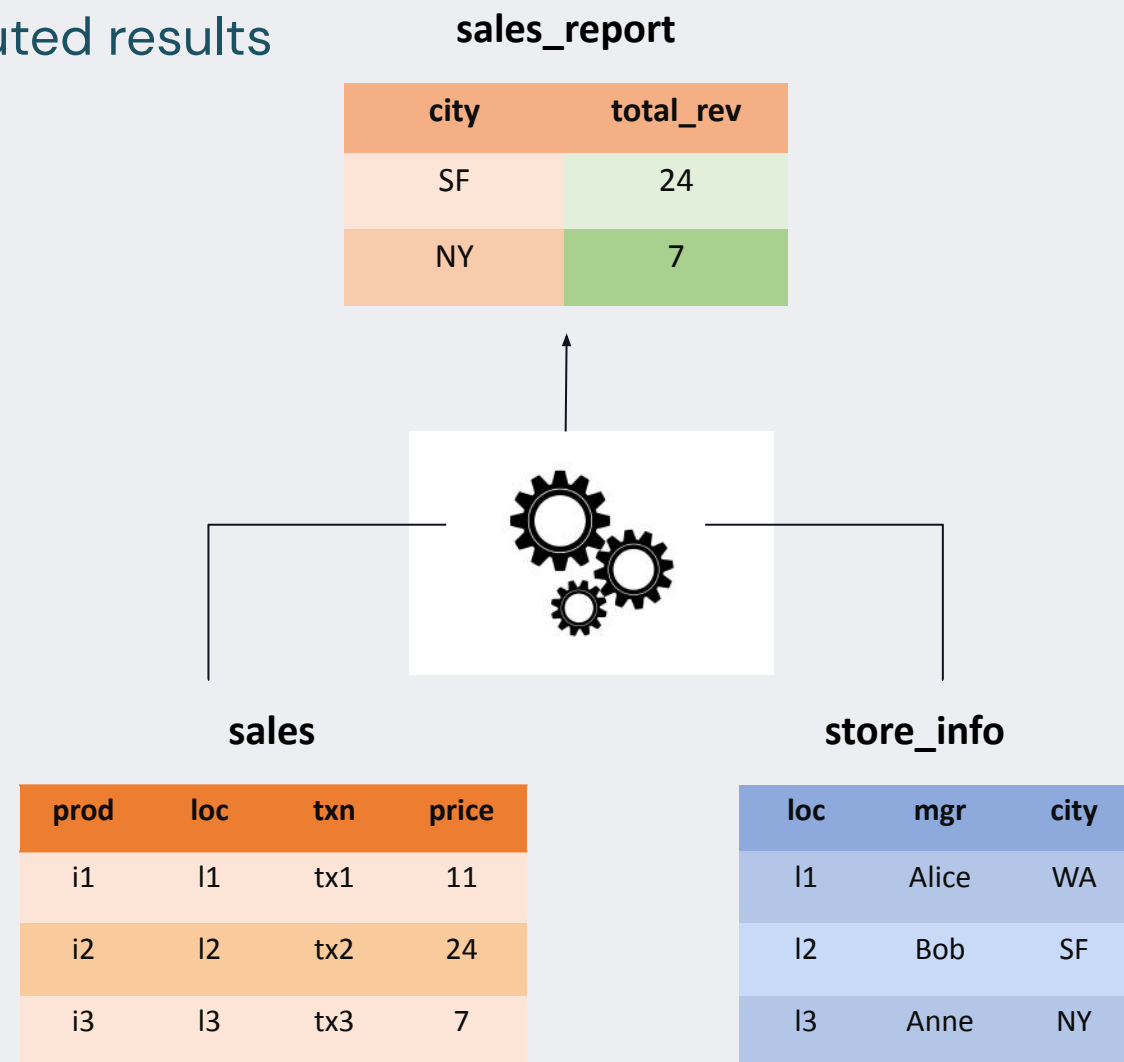 uted results
sales_report
city total_rev
SF 24
NY 7
sales
prod loc txn price
i1 l1 tx1 11
i2 l2 tx2 24
i3 l3 tx3 7
store_info
loc mgr city
l1 Alice WA
l2 Bob SF
l3 Anne NY